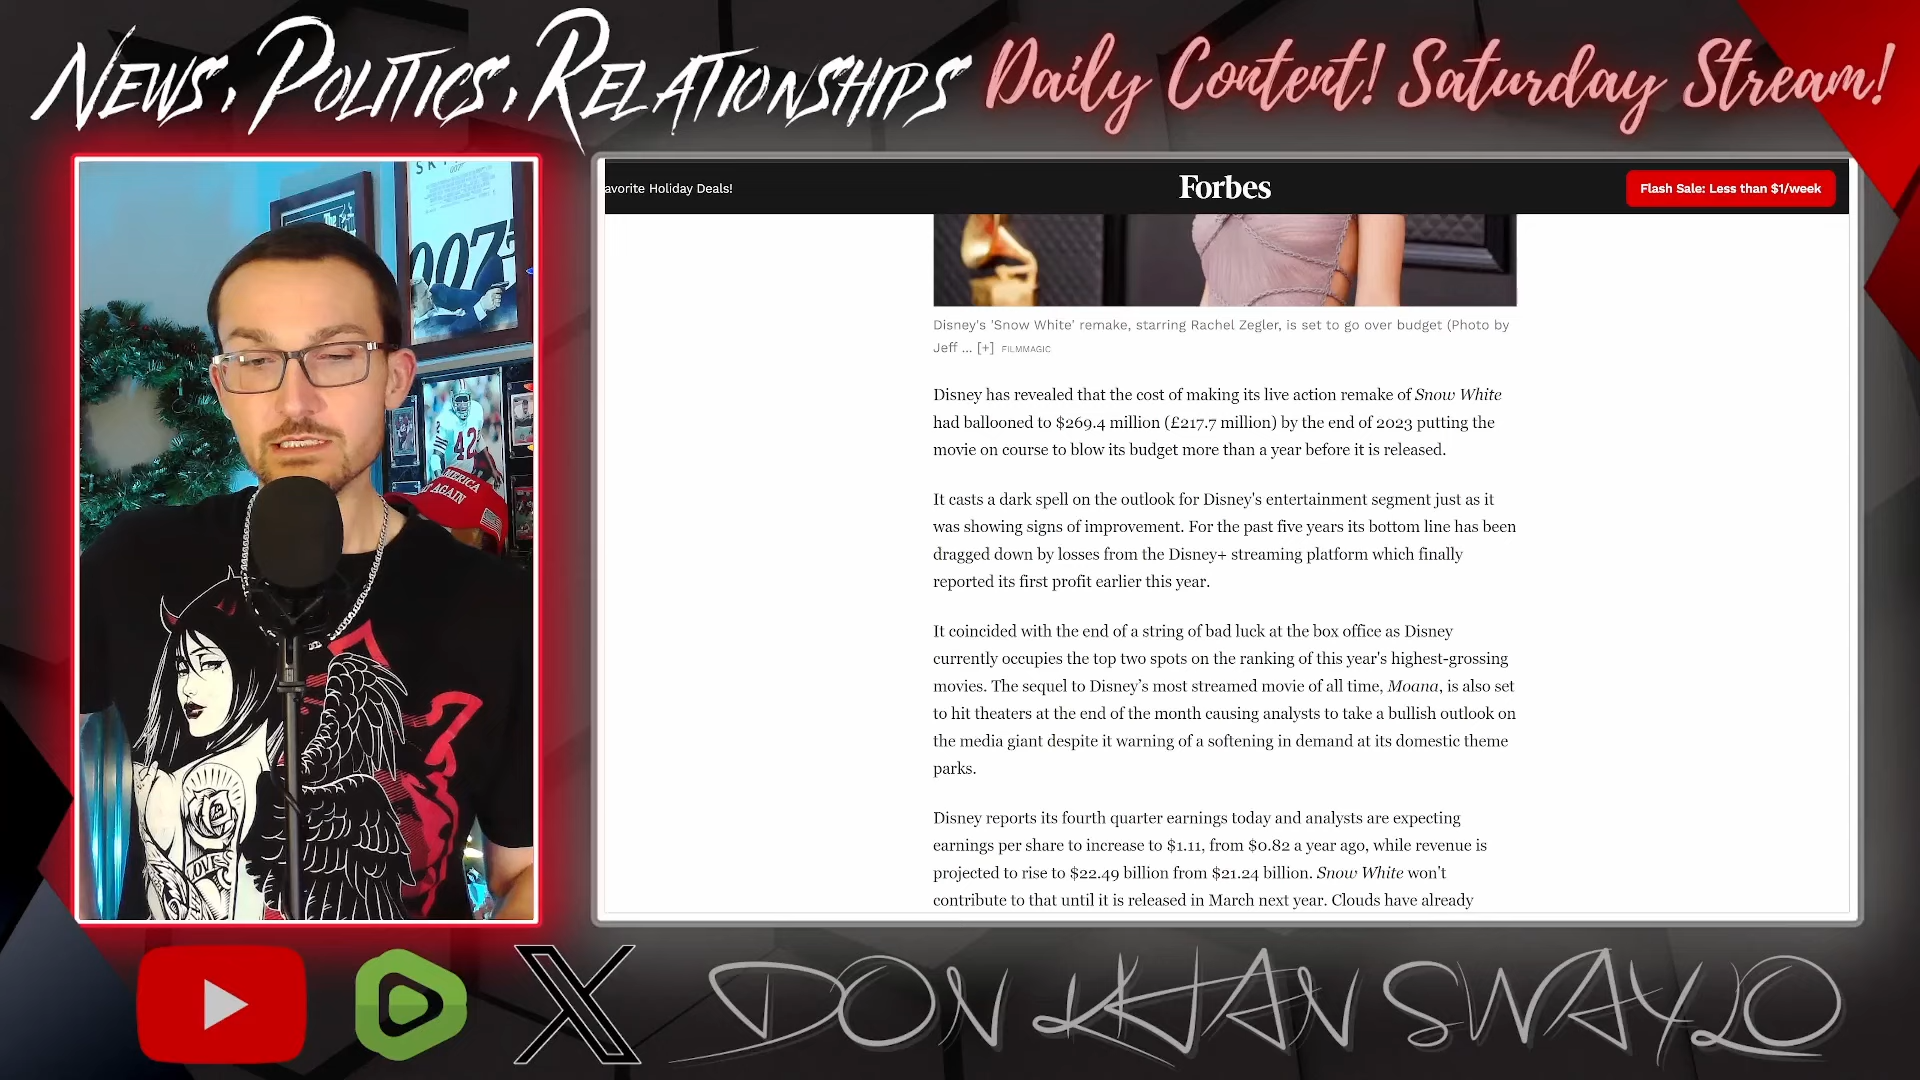 NEWS, POLITICS, RELATIONSHIPS
Daily Content! Saturday Stream!
SK
007
The
007
42
AMERICA
AGAIN
7
LOVE
avorite Holiday Deals!
Forbes
Flash Sale: Less than $1/week
Disney's 'Snow White' remake, starring Rachel Zegler, is set to go over budget (Photo by
Jeff ... [+] FILMMAGIC
Disney has revealed that the cost of making its live action remake of Snow White
had ballooned to $269.4 million (£217.7 million) by the end of 2023 putting the
movie on course to blow its budget more than a year before it is released.
It casts a dark spell on the outlook for Disney's entertainment segment just as it
was showing signs of improvement. For the past five years its bottom line has been
dragged down by losses from the Disney+ streaming platform which finally
reported its first profit earlier this year.
It coincided with the end of a string of bad luck at the box office as Disney
currently occupies the top two spots on the ranking of this year's highest-grossing
movies. The sequel to Disney’s most streamed movie of all time, Moana, is also set
to hit theaters at the end of the month causing analysts to take a bullish outlook on
the media giant despite it warning of a softening in demand at its domestic theme
parks.
Disney reports its fourth quarter earnings today and analysts are expecting
earnings per share to increase to $1.11, from $0.82 a year ago, while revenue is
projected to rise to $22.49 billion from $21.24 billion. Snow White won't
contribute to that until it is released in March next year. Clouds have already
X
DON KHAN SWAYLO